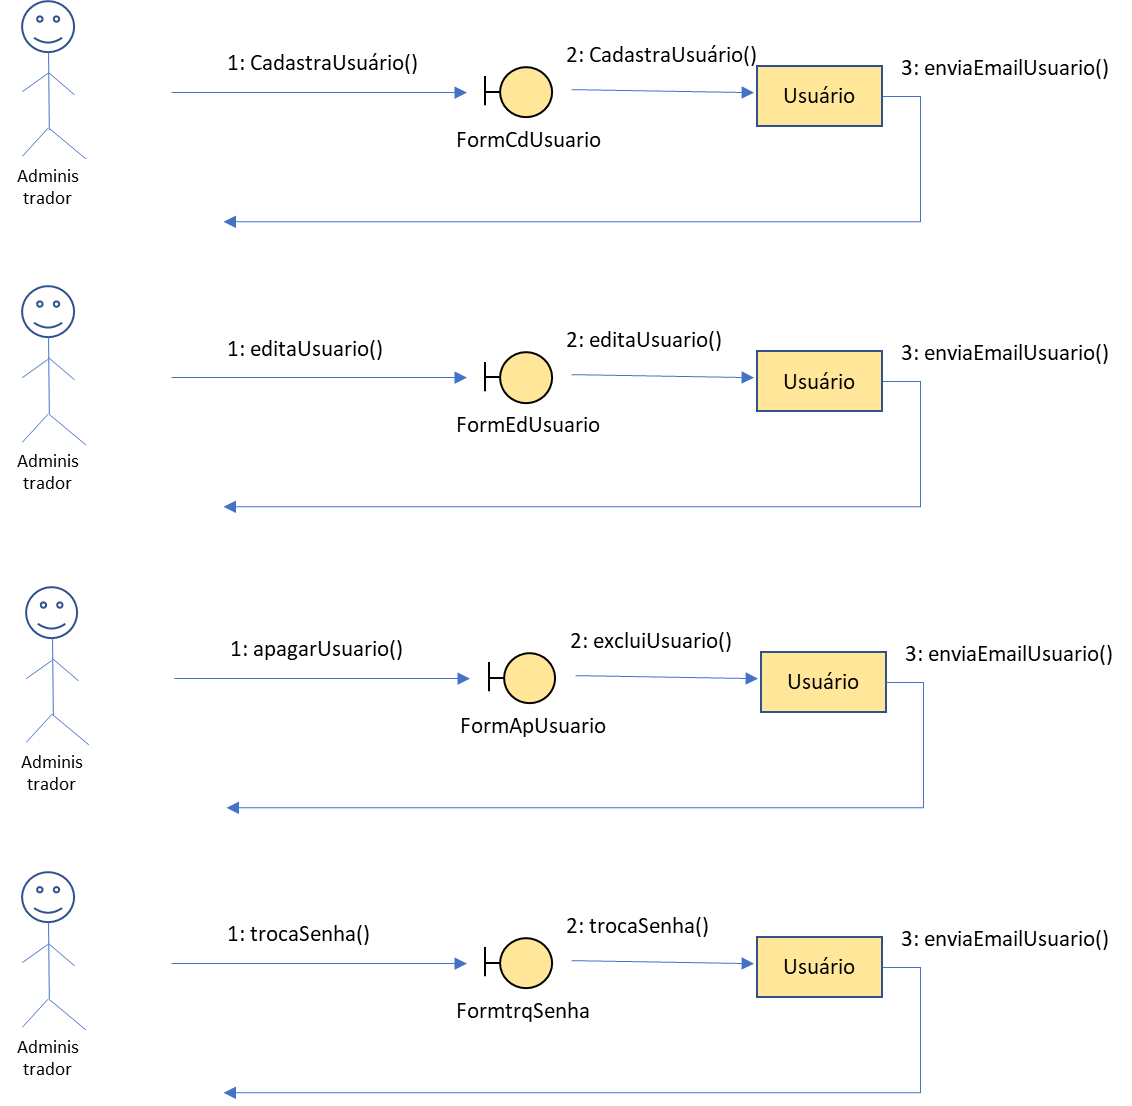 1: CadastraUsuário()
2: CadastraUsuário()
3: enviaEmailUsuario()
Usuário
FormCdUsuario
Adminis
trador
1: editaUsuario()
2: editaUsuario()
3: enviaEmailUsuario()
Usuário
FormEdUsuario
Adminis
trador
1: apagarUsuario()
2: excluiUsuario()
3: enviaEmailUsuario()
Usuário
FormApUsuario
Adminis
trador
1: trocaSenha()
2: trocaSenha()
3: enviaEmailUsuario()
Usuário
FormtrqSenha
Adminis
trador